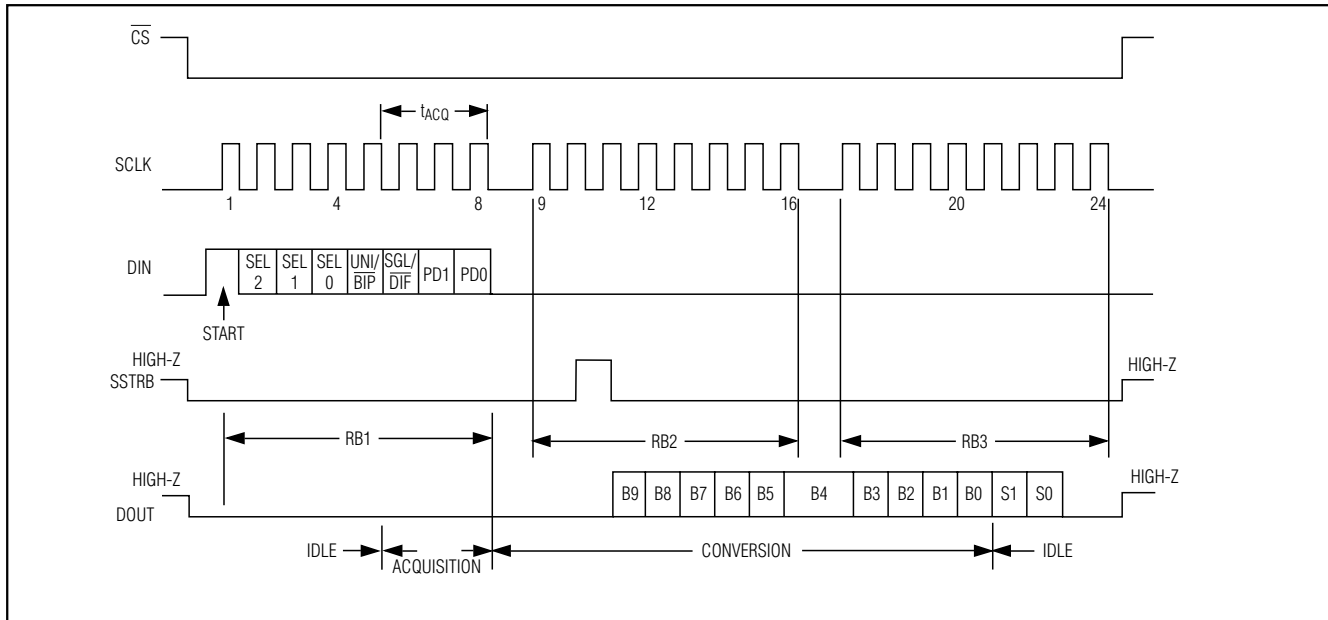 CS
tACQ
SCLK
1 4 8 9 12 16 20 24
DIN
SEL 2 SEL 1 SEL 0 UNI/BIP SGL/DIF PD1 PD0
START
HIGH-Z
SSTRB
HIGH-Z
RB1 RB2 RB3
HIGH-Z
DOUT
B9 B8 B7 B6 B5 B4 B3 B2 B1 B0 S1 S0
HIGH-Z
IDLE ACQUISITION CONVERSION IDLE